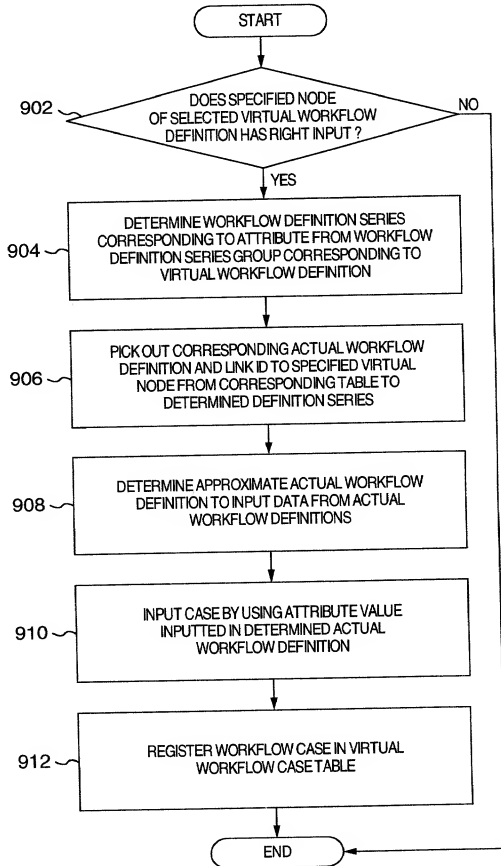 START
902
DOES SPECIFIED NODE
OF SELECTED VIRTUAL WORKFLOW
DEFINITION HAS RIGHT INPUT ?
NO
YES
904
DETERMINE WORKFLOW DEFINITION SERIES
CORRESPONDING TO ATTRIBUTE FROM WORKFLOW
DEFINITION SERIES GROUP CORRESPONDING TO
VIRTUAL WORKFLOW DEFINITION
906
PICK OUT CORRESPONDING ACTUAL WORKFLOW
DEFINITION AND LINK ID TO SPECIFIED VIRTUAL
NODE FROM CORRESPONDING TABLE TO
DETERMINED DEFINITION SERIES
908
DETERMINE APPROXIMATE ACTUAL WORKFLOW
DEFINITION TO INPUT DATA FROM ACTUAL
WORKFLOW DEFINITIONS
910
INPUT CASE BY USING ATTRIBUTE VALUE
INPUTTED IN DETERMINED ACTUAL
WORKFLOW DEFINITION
912
REGISTER WORKFLOW CASE IN VIRTUAL
WORKFLOW CASE TABLE
END